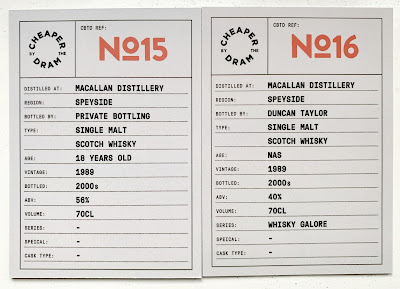 CHEAPER BY THE DRAM
CBTD REF:
№15
DISTILLED AT: MACALLAN DISTILLERY
REGION: SPEYSIDE
BOTTLED BY: PRIVATE BOTTLING
TYPE: SINGLE MALT
SCOTCH WHISKY
AGE: 18 YEARS OLD
VINTAGE: 1989
BOTTLED: 2000s
ABV: 56%
VOLUME: 70CL
SERIES: -
SPEICAL: -
CASK TYPE: -
CHEAPER BY THE DRAM
CBTD REF:
№16
DISTILLED AT: MACALLAN DISTILLERY
REGION: SPEYSIDE
BOTTLED BY: DUNCAN TAYLOR
TYPE: SINGLE MALT
SCOTCH WHISKY
AGE: NAS
VINTAGE: 1989
BOTTLED: 2000s
ABV: 40%
VOLUME: 70CL
SERIES: WHISKY GALORE
SPEICAL: -
CASK TYPE: -